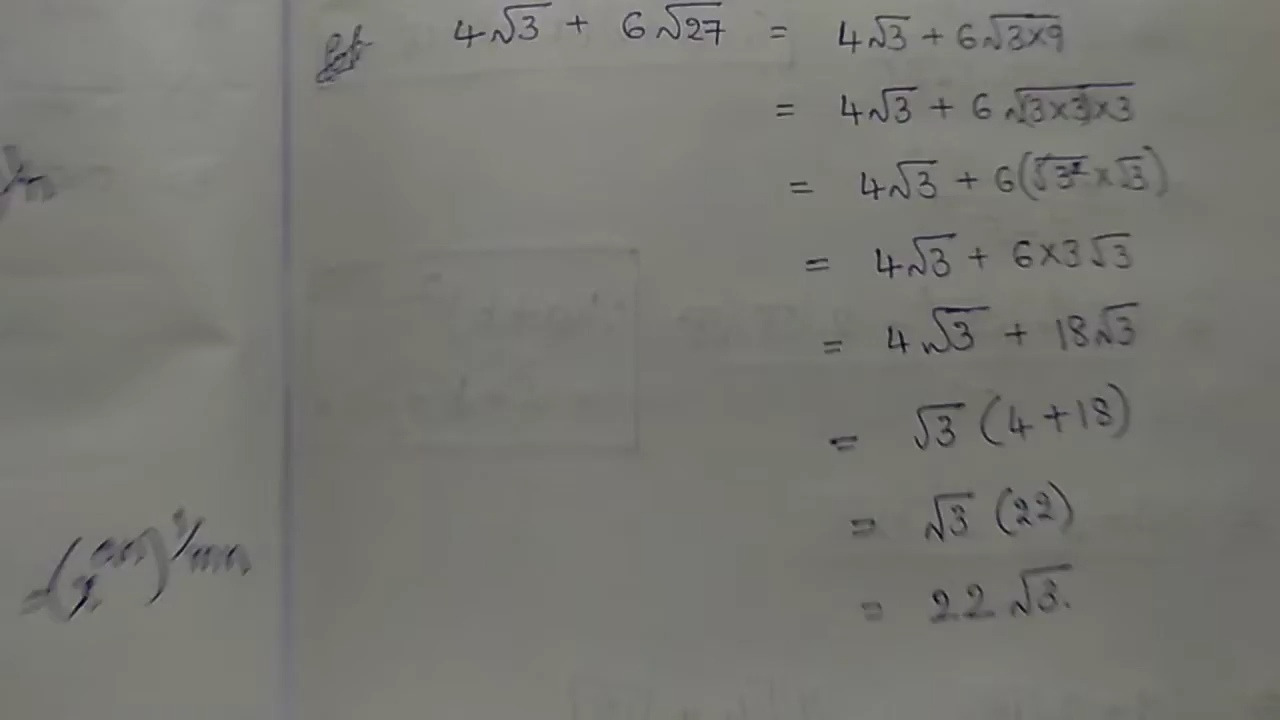 4√3 + 6√27 = 4√3 + 6√3×9
= 4√3 + 6√(3×3)×3
= 4√3 + 6(√3² × √3)
= 4√3 + 6×3√3
= 4√3 + 18√3
= √3 (4+18)
= √3 (22)
= 22√3.